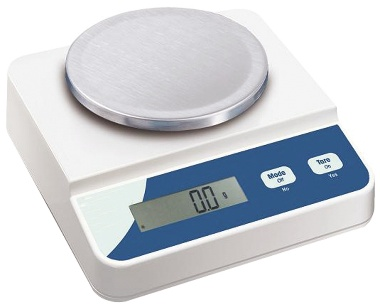 0.0 g
Mode
Off
No
Tare
On
Yes